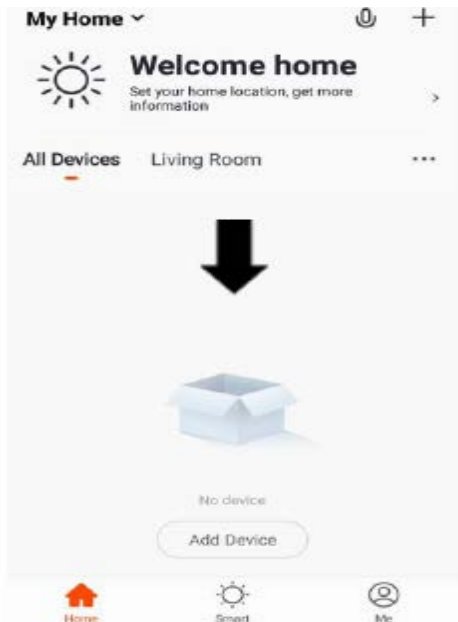 My Home
Welcome home
Set your home location, get more
information
All Devices Living Room
No device
Add Device
Home Smart Me